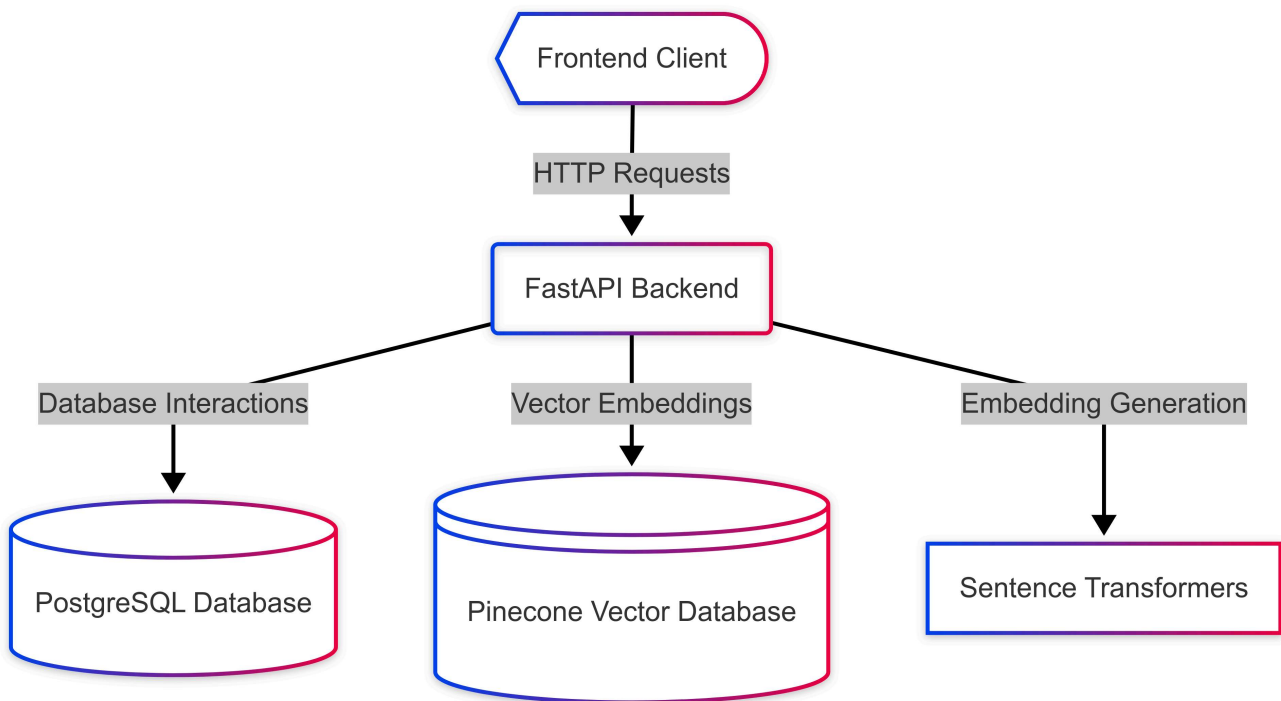 Frontend Client
HTTP Requests
FastAPI Backend
Database Interactions
Vector Embeddings
Embedding Generation
PostgreSQL Database
Pinecone Vector Database
Sentence Transformers